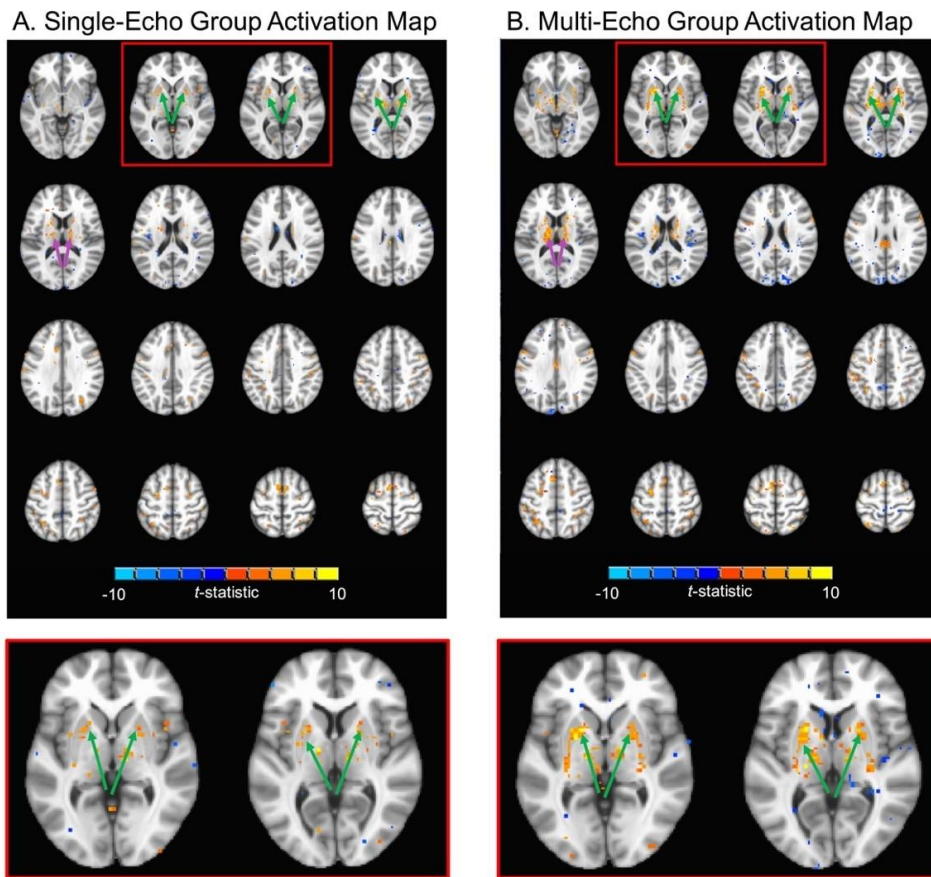 A. Single-Echo Group Activation Map
B. Multi-Echo Group Activation Map
-10 t-statistic 10
-10 t-statistic 10